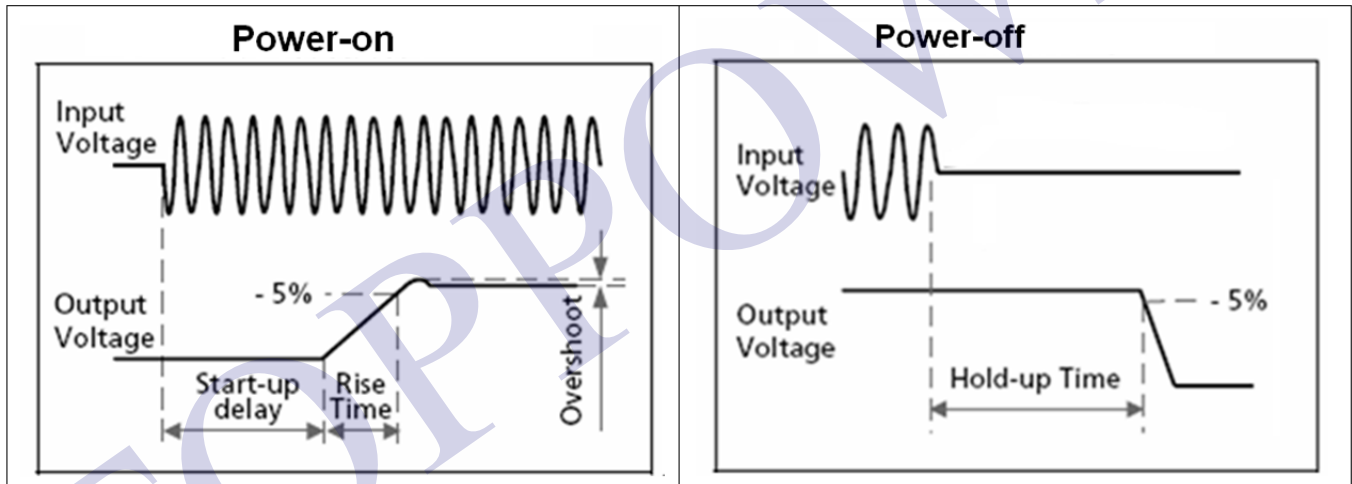 Power-on
Input
Voltage
- 5%
Output
Voltage
Start-up
delay
Rise
Time
Overshoot
Power-off
Input
Voltage
Output
Voltage
- 5%
Hold-up Time
TOPPOW